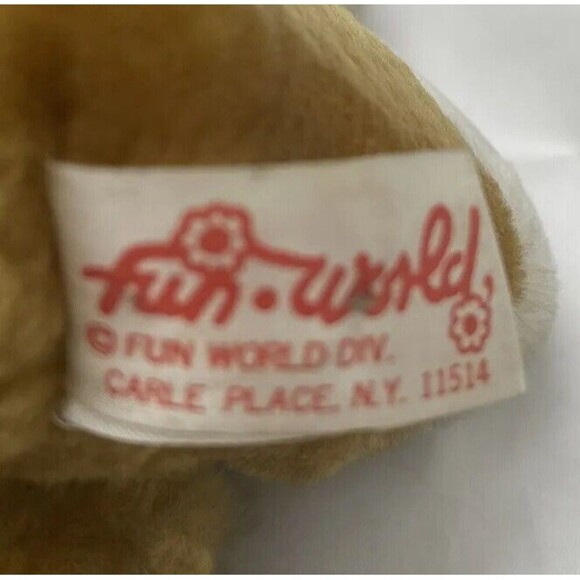 fun.world
© FUN WORLD DIV.
CARLE PLACE, N.Y. 11514